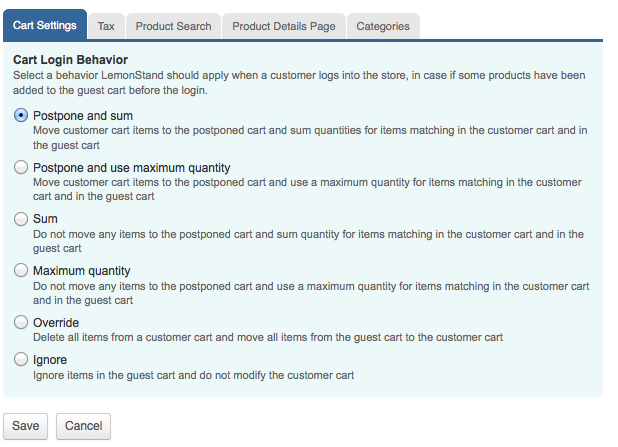 Cart Settings
Tax
Product Search
Product Details Page
Categories
Cart Login Behavior
Select a behavior LemonStand should apply when a customer logs into the store, in case if some products have been
added to the guest cart before the login.
Postpone and sum
Move customer cart items to the postponed cart and sum quantities for items matching in the customer cart and in
the guest cart
Postpone and use maximum quantity
Move customer cart items to the postponed cart and use a maximum quantity for items matching in the customer
cart and in the guest cart
Sum
Do not move any items to the postponed cart and sum quantity for items matching in the customer cart and in the
guest cart
Maximum quantity
Do not move any items to the postponed cart and use a maximum quantity for items matching in the customer cart
and in the guest cart
Override
Delete all items from a customer cart and move all items from the guest cart to the customer cart
Ignore
Ignore items in the guest cart and do not modify the customer cart
Save
Cancel